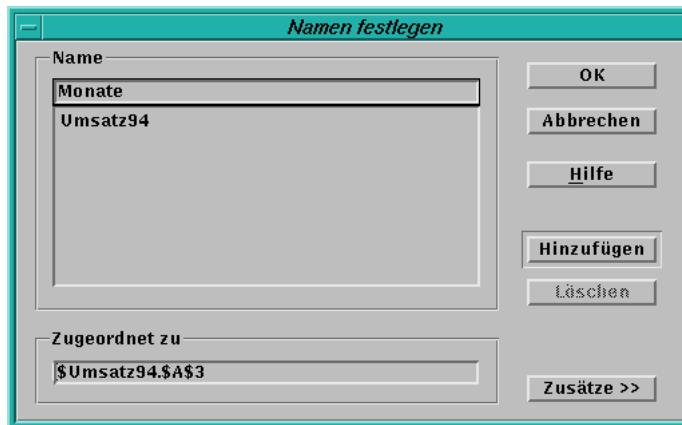 Namen festlegen
Name
Monate
Umsatz94
OK
Abbrechen
Hilfe
Hinzufügen
Löschen
Zugeordnet zu
$Umsatz94.$A$3
Zusätze >>